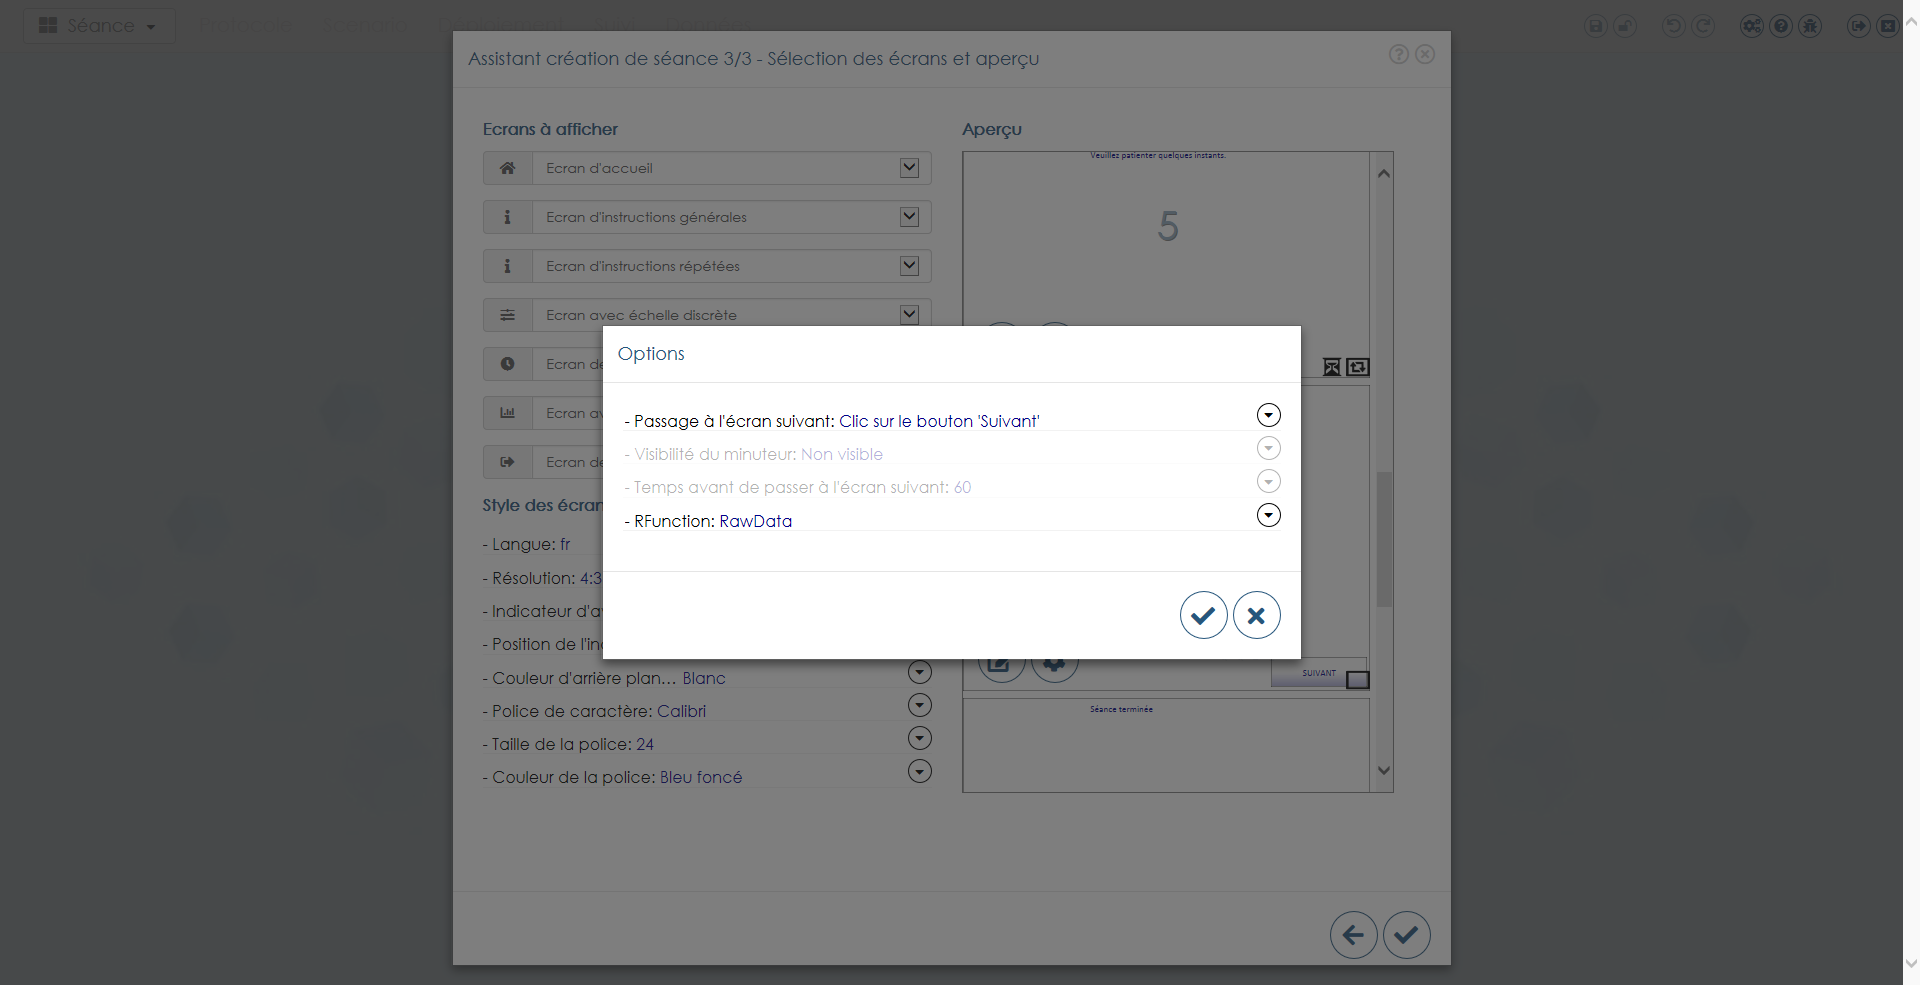 Séance
Protocole Scénario Déploiement Suivi Données
Assistant création de séance 3/3 - Sélection des écrans et aperçu
Ecrans à afficher
Ecran d'accueil
Ecran d'instructions générales
Ecran d'instructions répétées
Ecran avec échelle discrète
Ecran de
Ecran av
Ecran de
Style des écran
- Langue: fr
- Résolution: 4:3
- Indicateur d'a
- Position de l'in
- Couleur d'arrière plan... Blanc
- Police de caractère: Calibri
- Taille de la police: 24
- Couleur de la police: Bleu foncé
Aperçu
Veuillez patienter quelques instants.
5
SUIVANT
Séance terminée
Options
- Passage à l'écran suivant: Clic sur le bouton 'Suivant'
- Visibilité du minuteur: Non visible
- Temps avant de passer à l'écran suivant: 60
- RFunction: RawData